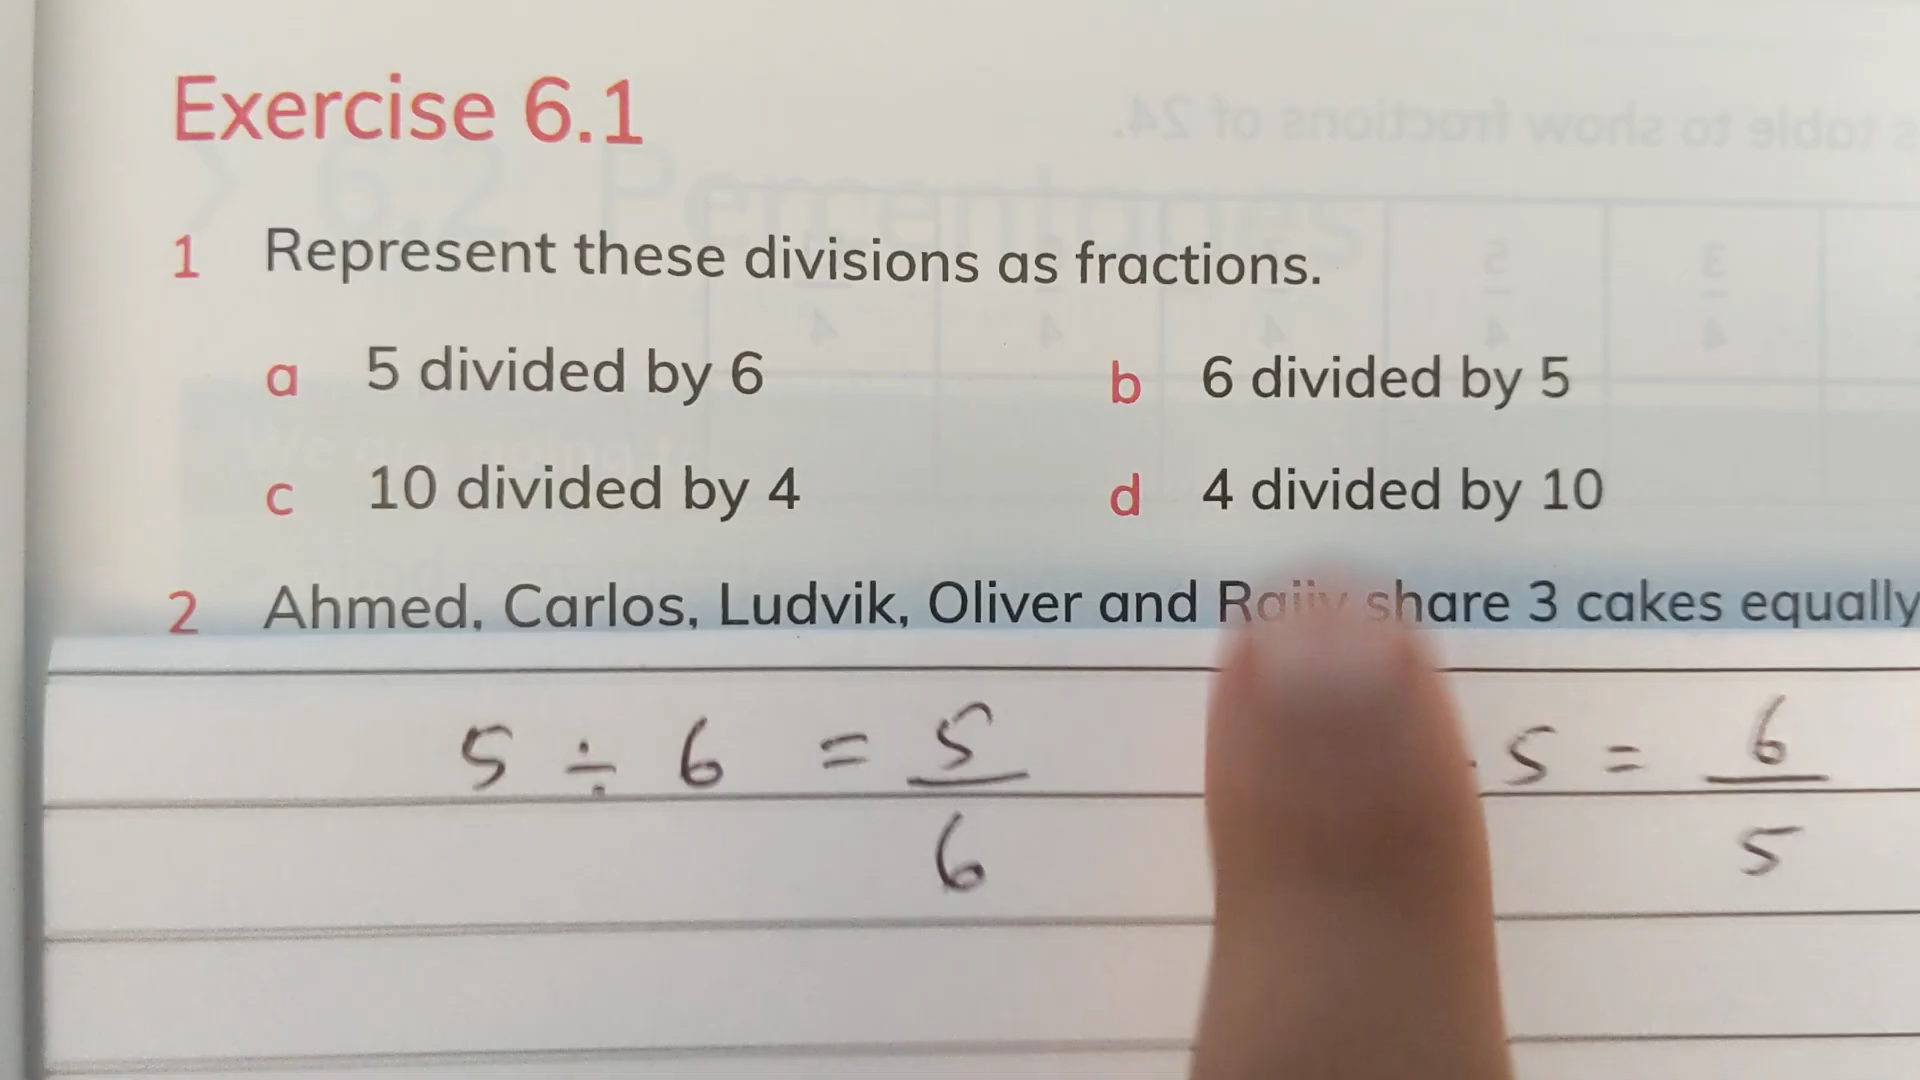 Exercise 6.1
1 Represent these divisions as fractions.
a 5 divided by 6 b 6 divided by 5
c 10 divided by 4 d 4 divided by 10
2 Ahmed, Carlos, Ludvik, Oliver and share 3 cakes equally
5 ÷ 6 = 5/6 5 = 6/5